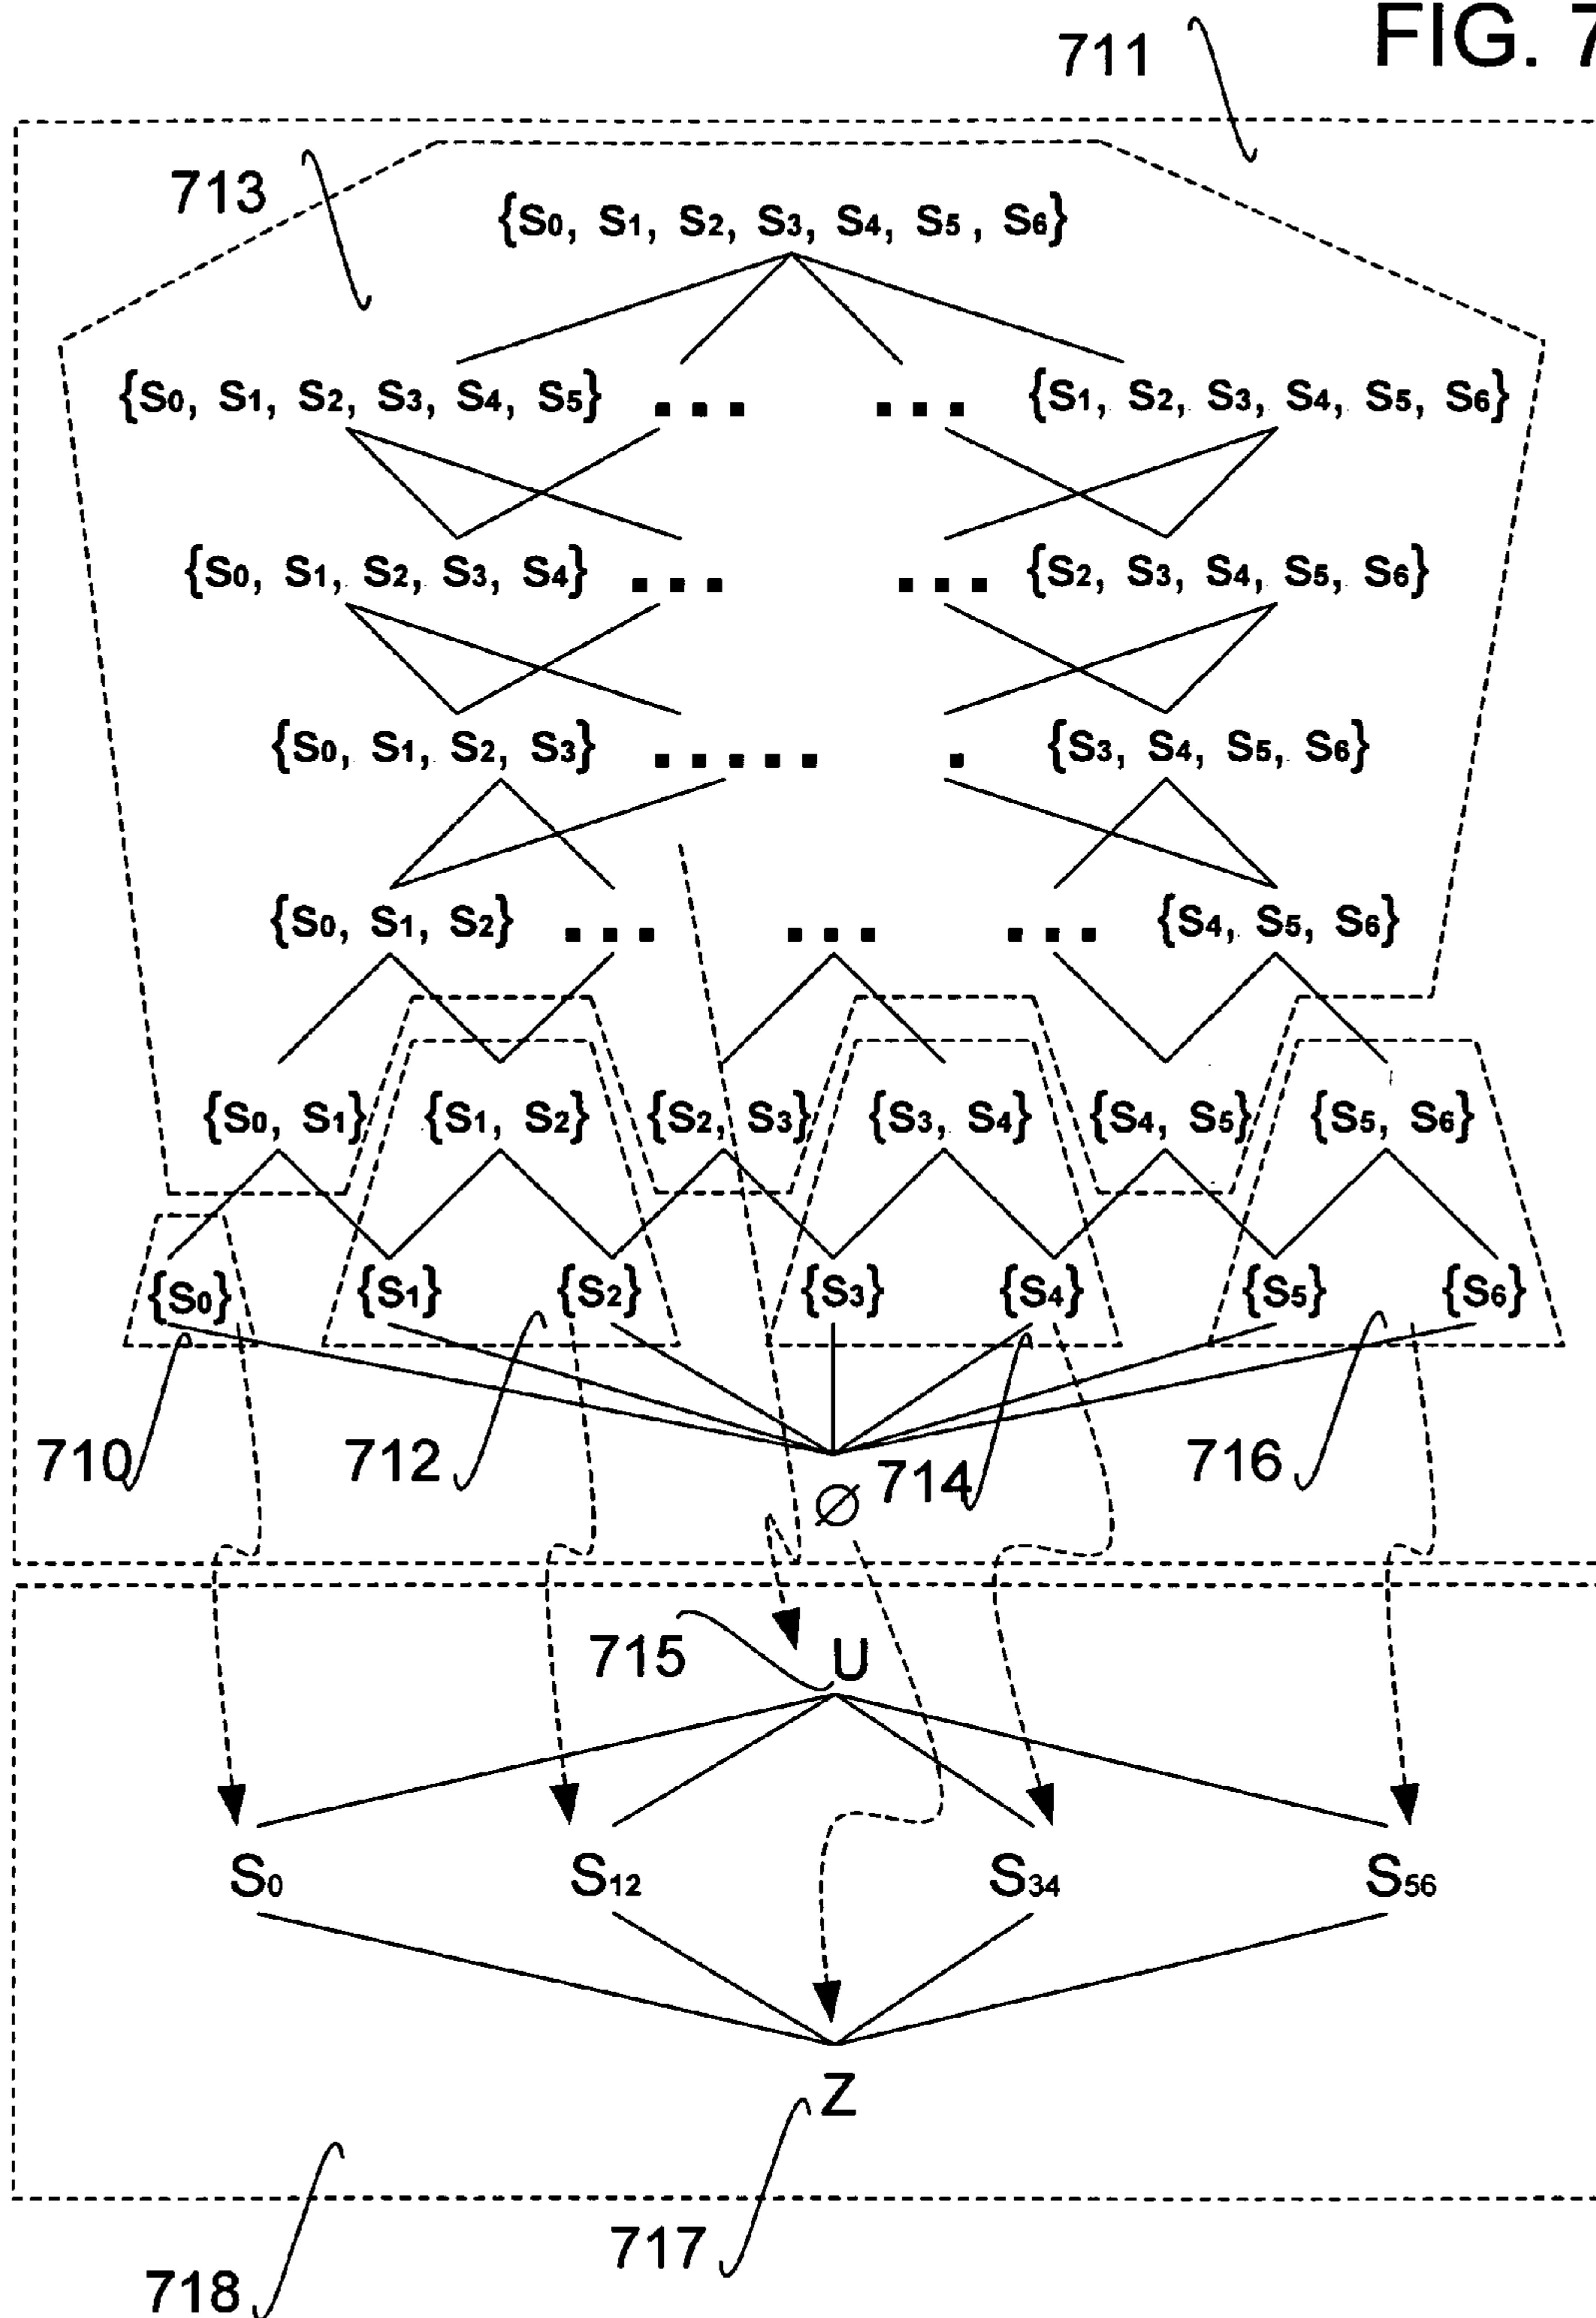 FIG. 7
711
713
{S0, S1, S2, S3, S4, S5, S6}
{S0, S1, S2, S3, S4, S5} ... ... {S1, S2, S3, S4, S5, S6}
{S0, S1, S2, S3, S4} ... ... {S2, S3, S4, S5, S6}
{S0, S1, S2, S3} ..... . {S3, S4, S5, S6}
{S0, S1, S2} ... ... ... {S4, S5, S6}
{S0, S1} {S1, S2} {S2, S3} {S3, S4} {S4, S5} {S5, S6}
{S0} {S1} {S2} {S3} {S4} {S5} {S6}
710 712 714 716
∅
715 U
S0 S12 S34 S56
Z
717
718